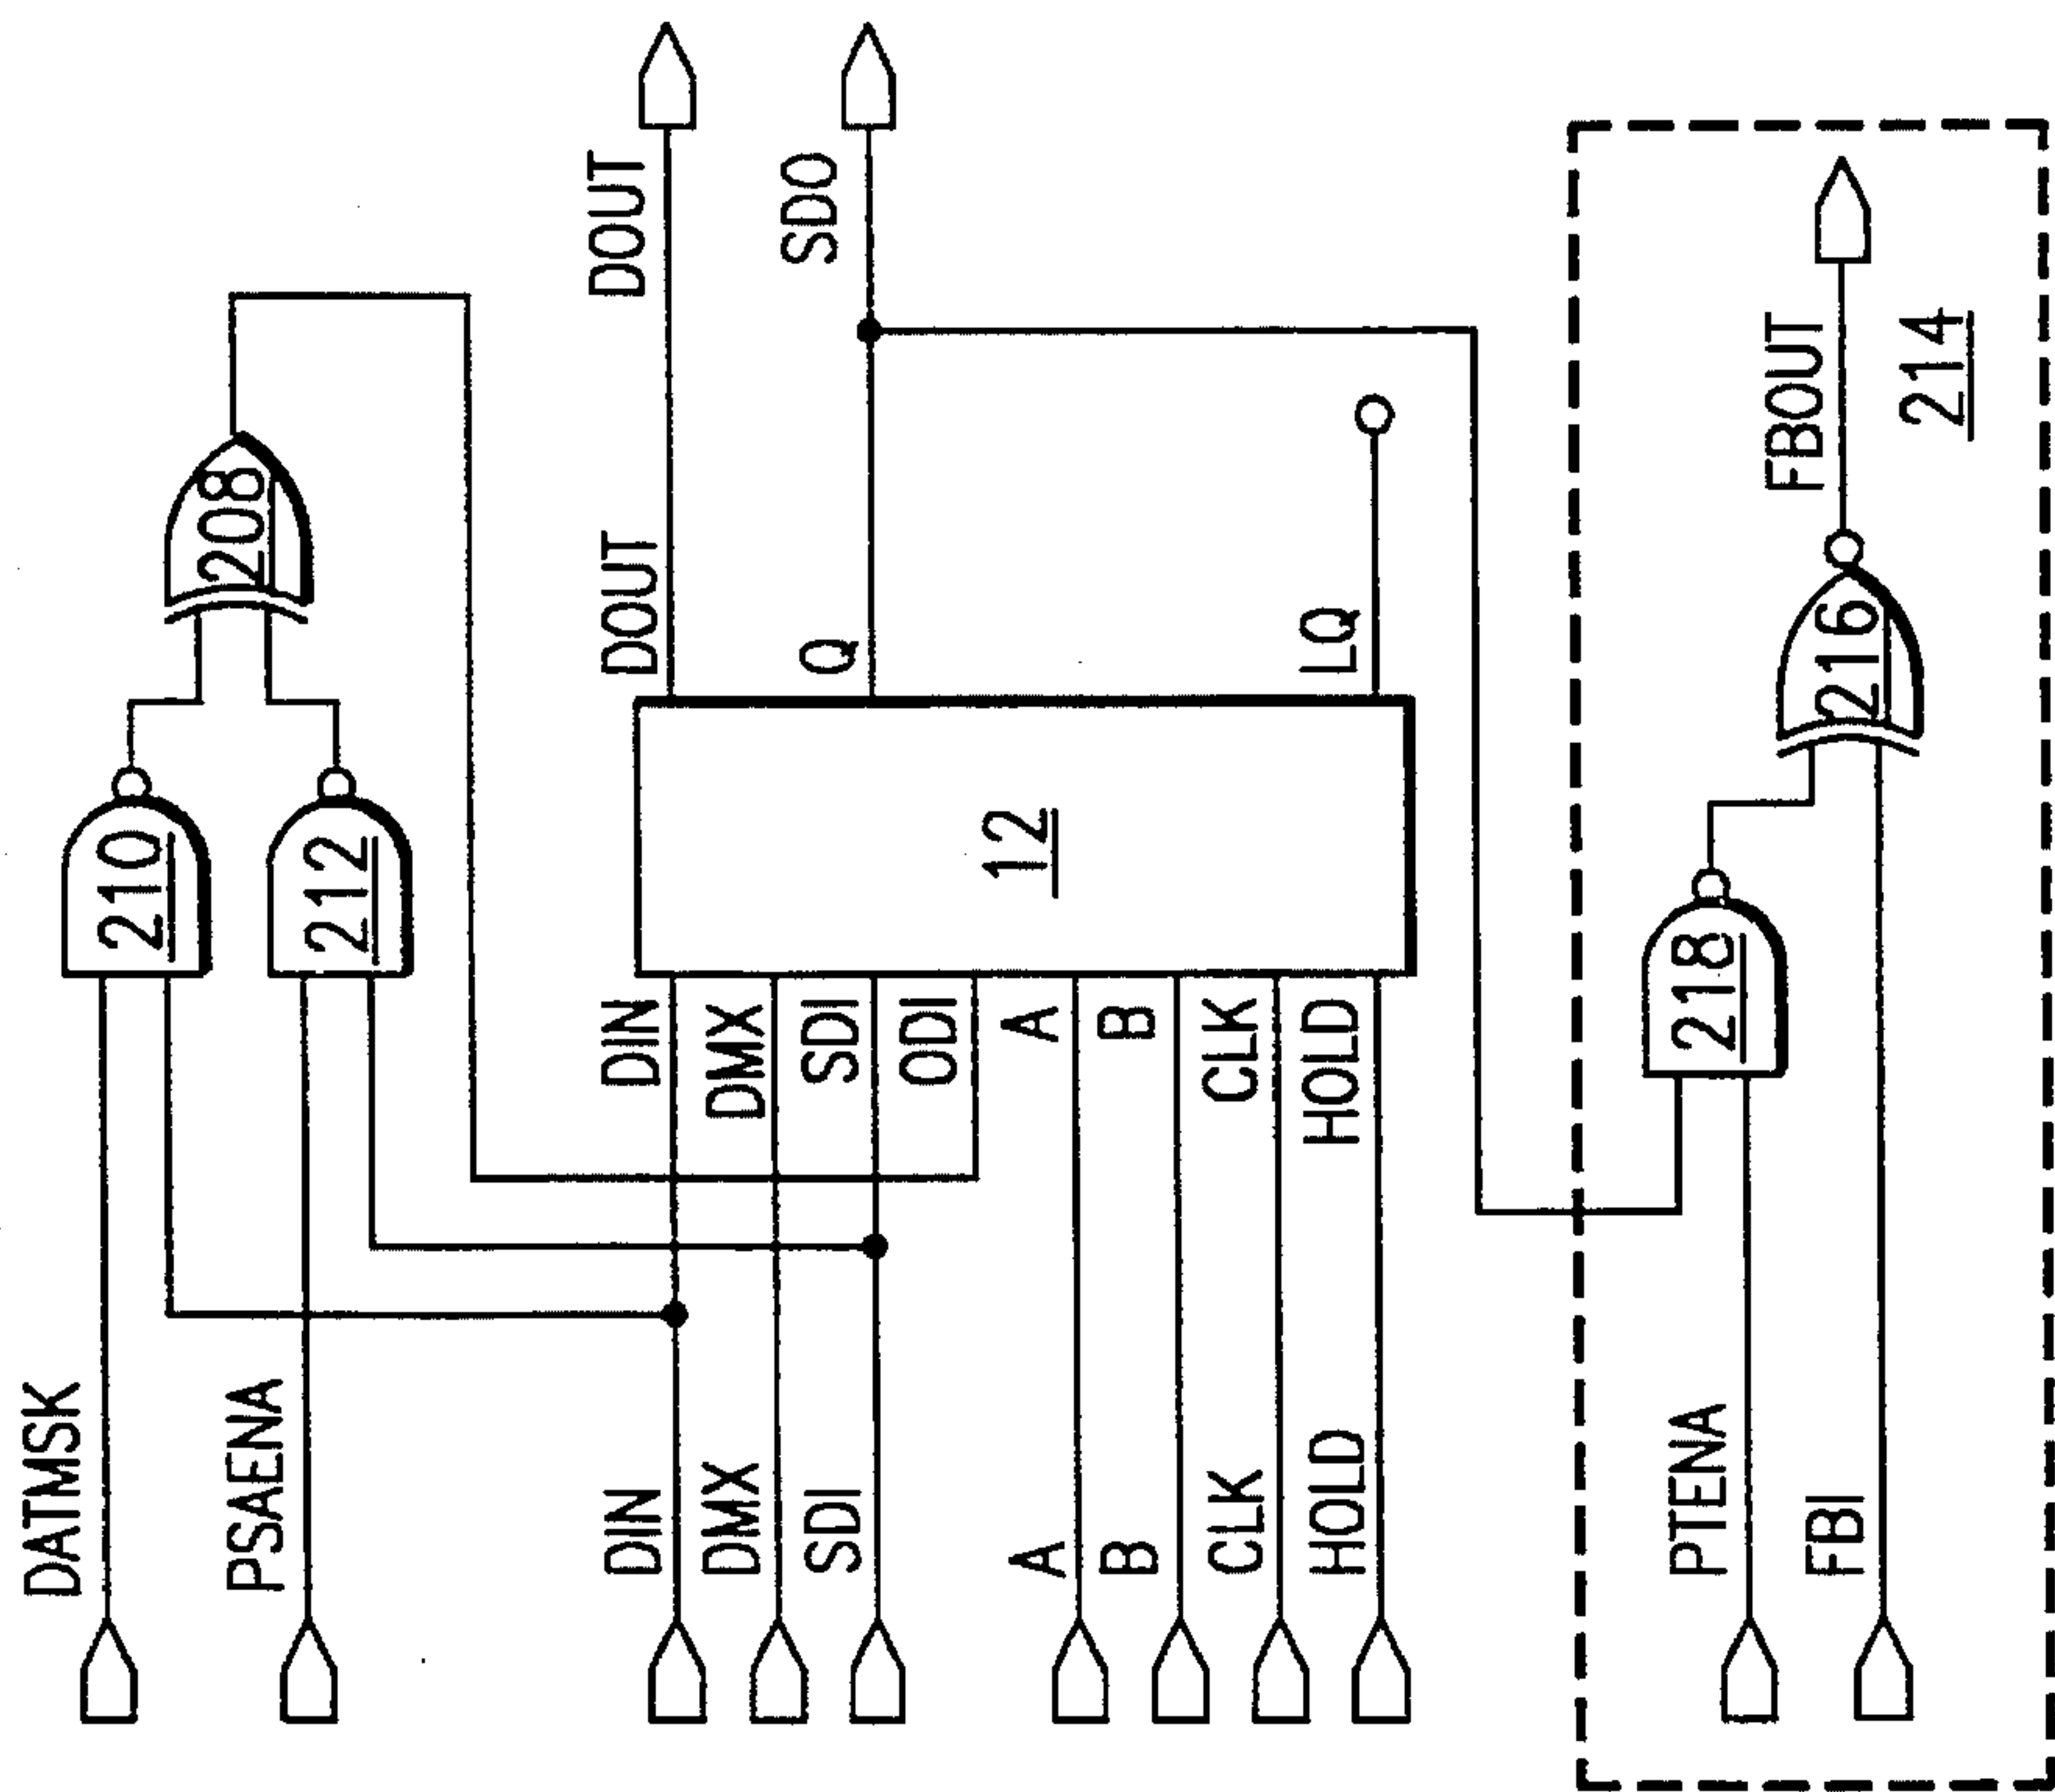 DATMSK
PSAENA
210
212
208
DIN
DMX
SDI
A
B
CLK
HOLD
DIN
DMX
SDI
ODI
A
B
CLK
HOLD
12
DOUT
Q
LQ
DOUT
SDO
PTENA
FBI
218
216
FBOUT
214